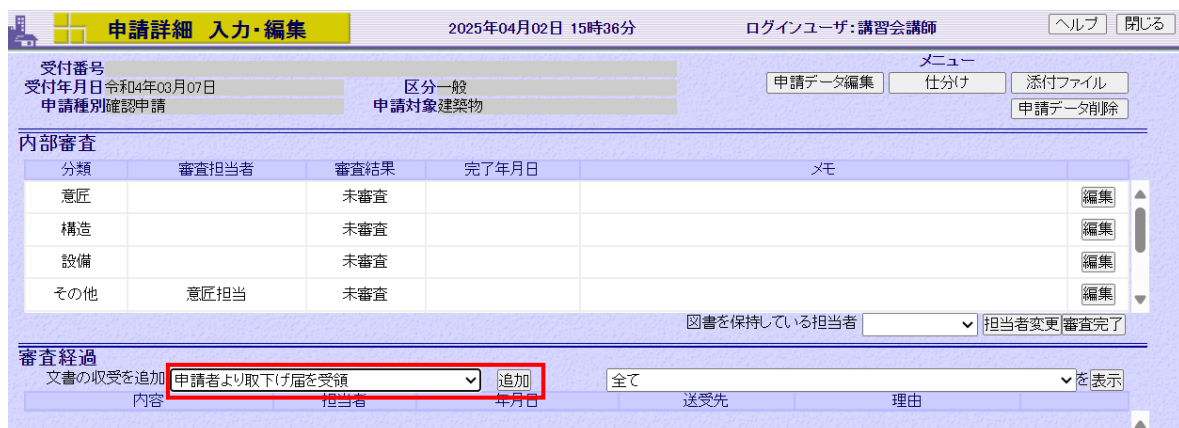 申請詳細 入力・編集 2025年04月02日 15時36分 ログインユーザ：講習会講師 ヘルプ 閉じる
メニュー
受付番号
受付年月日 令和4年03月07日 区分 一般 申請データ編集 仕分け 添付ファイル
申請種別 確認申請 申請対象 建築物 申請データ削除
内部審査
分類 審査担当者 審査結果 完了年月日 メモ
意匠 未審査 編集
構造 未審査 編集
設備 未審査 編集
その他 意匠担当 未審査 編集
図書を保持している担当者 担当者変更 審査完了
審査経過
文書の収受を追加 申請者より取下げ届を受領 追加 全て を 表示
内容 担当者 年月日 送受先 理由